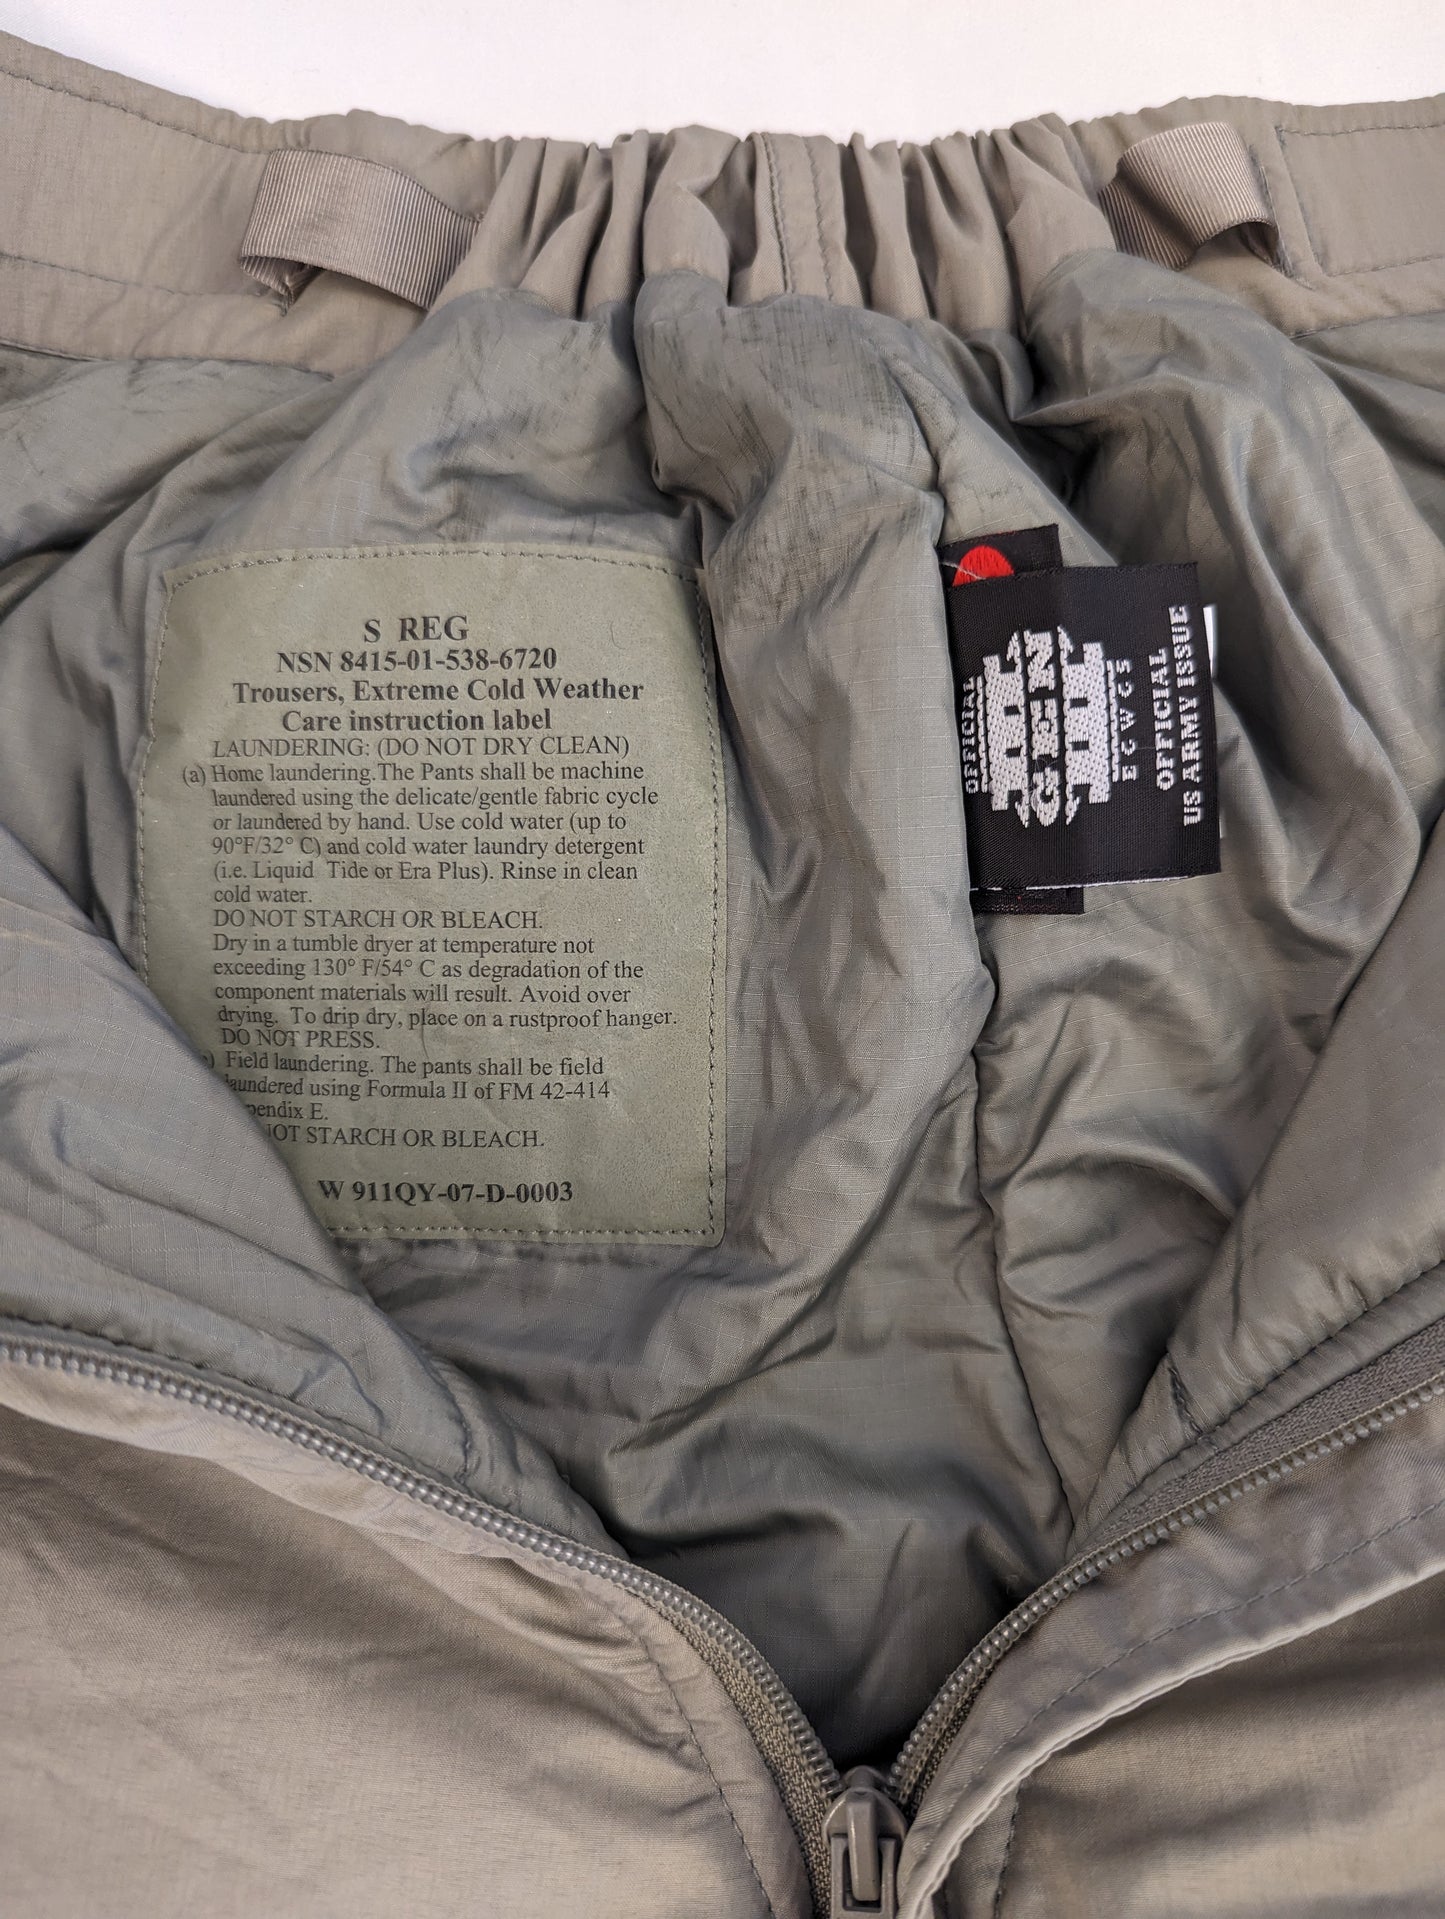 S REG
NSN 8415-01-538-6720
Trousers, Extreme Cold Weather
Care instruction label
LAUNDERING: (DO NOT DRY CLEAN)
(a) Home laundering.The Pants shall be machine
laundered using the delicate/gentle fabric cycle
or laundered by hand. Use cold water (up to
90°F/32° C) and cold water laundry detergent
(i.e. Liquid Tide or Era Plus). Rinse in clean
cold water.
DO NOT STARCH OR BLEACH.
Dry in a tumble dryer at temperature not
exceeding 130° F/54° C as degradation of the
component materials will result. Avoid over
drying. To drip dry, place on a rustproof hanger.
DO NOT PRESS.
) Field laundering. The pants shall be field
laundered using Formula II of FM 42-414
pendix E.
NOT STARCH OR BLEACH.
W 911QY-07-D-0003
OFFICIAL
GEN
III
ECWCS
OFFICIAL
US ARMY ISSUE